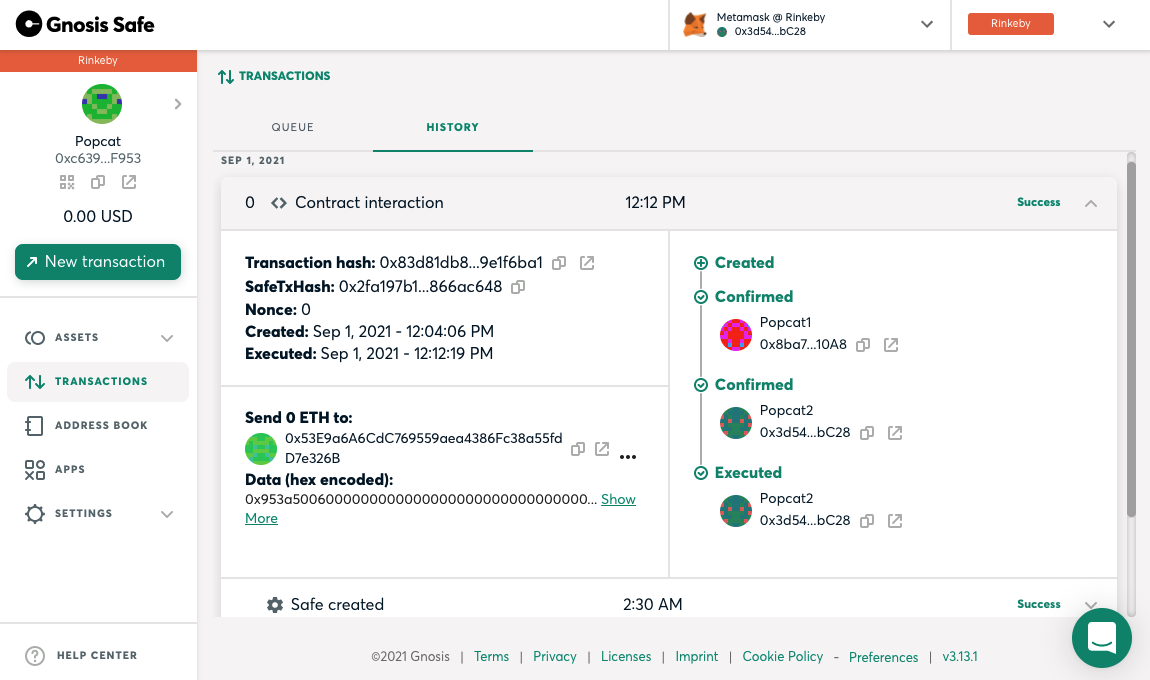 Gnosis Safe
Metamask @ Rinkeby
0x3d54...bC28
Rinkeby
Rinkeby
Popcat
0xc639...F953
0.00 USD
New transaction
ASSETS
TRANSACTIONS
ADDRESS BOOK
APPS
SETTINGS
HELP CENTER
TRANSACTIONS
QUEUE HISTORY
SEP 1, 2021
0 Contract interaction 12:12 PM Success
Transaction hash: 0x83d81db8...9e1f6ba1
SafeTxHash: 0x2fa197b1...866ac648
Nonce: 0
Created: Sep 1, 2021 - 12:04:06 PM
Executed: Sep 1, 2021 - 12:12:19 PM
Send 0 ETH to:
0x53E9a6A6CdC769559aea4386Fc38a55fd
D7e326B
Data (hex encoded):
0x953a5006000000000000000000000000000000... Show
More
Created
Confirmed
Popcat1
0x8ba7...10A8
Confirmed
Popcat2
0x3d54...bC28
Executed
Popcat2
0x3d54...bC28
Safe created 2:30 AM Success
©2021 Gnosis | Terms | Privacy | Licenses | Imprint | Cookie Policy - Preferences | v3.13.1